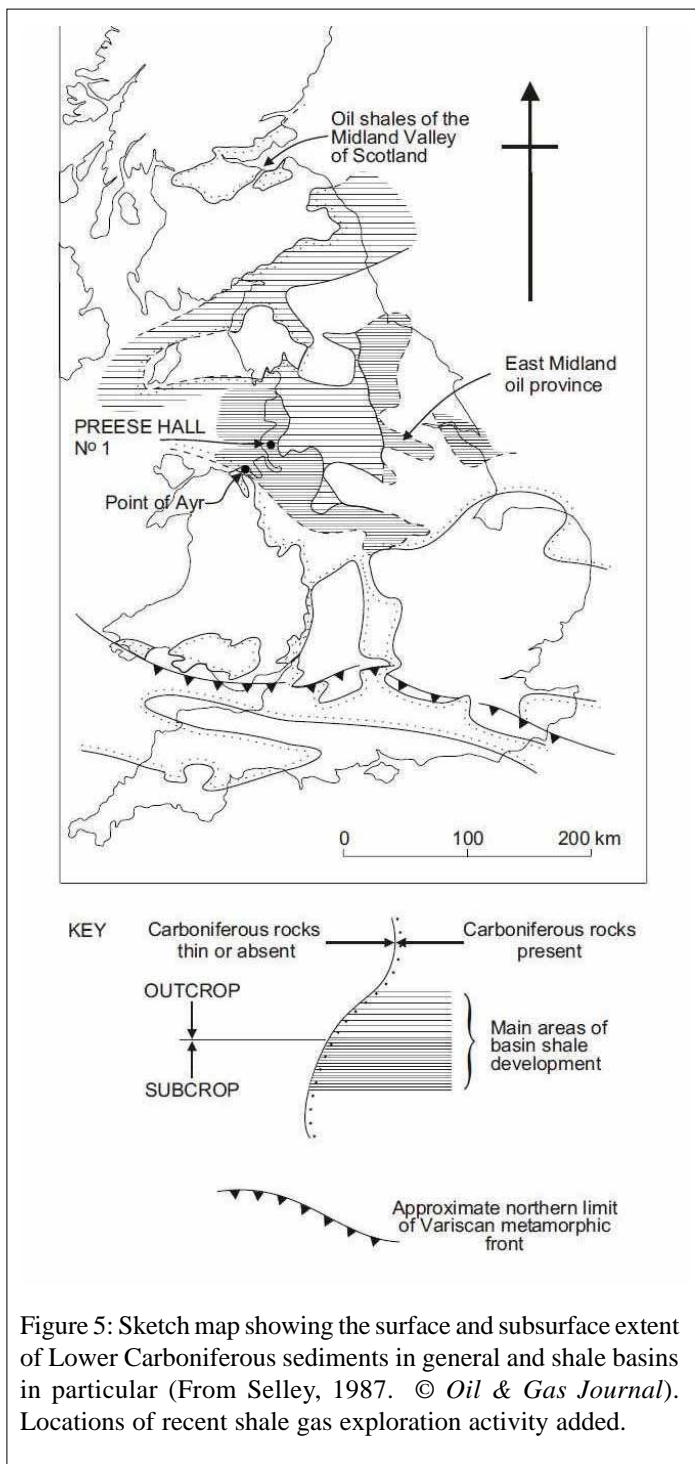 Oil shales of the
Midland Valley
of Scotland
East Midland
oil province
PREESE HALL
Nº 1
Point of Ayr
0 100 200 km
KEY
Carboniferous rocks
thin or absent
Carboniferous rocks
present
OUTCROP
SUBCROP
Main areas of
basin shale
development
Approximate northern limit
of Variscan metamorphic
front
Figure 5: Sketch map showing the surface and subsurface extent
of Lower Carboniferous sediments in general and shale basins
in particular (From Selley, 1987. © Oil & Gas Journal).
Locations of recent shale gas exploration activity added.